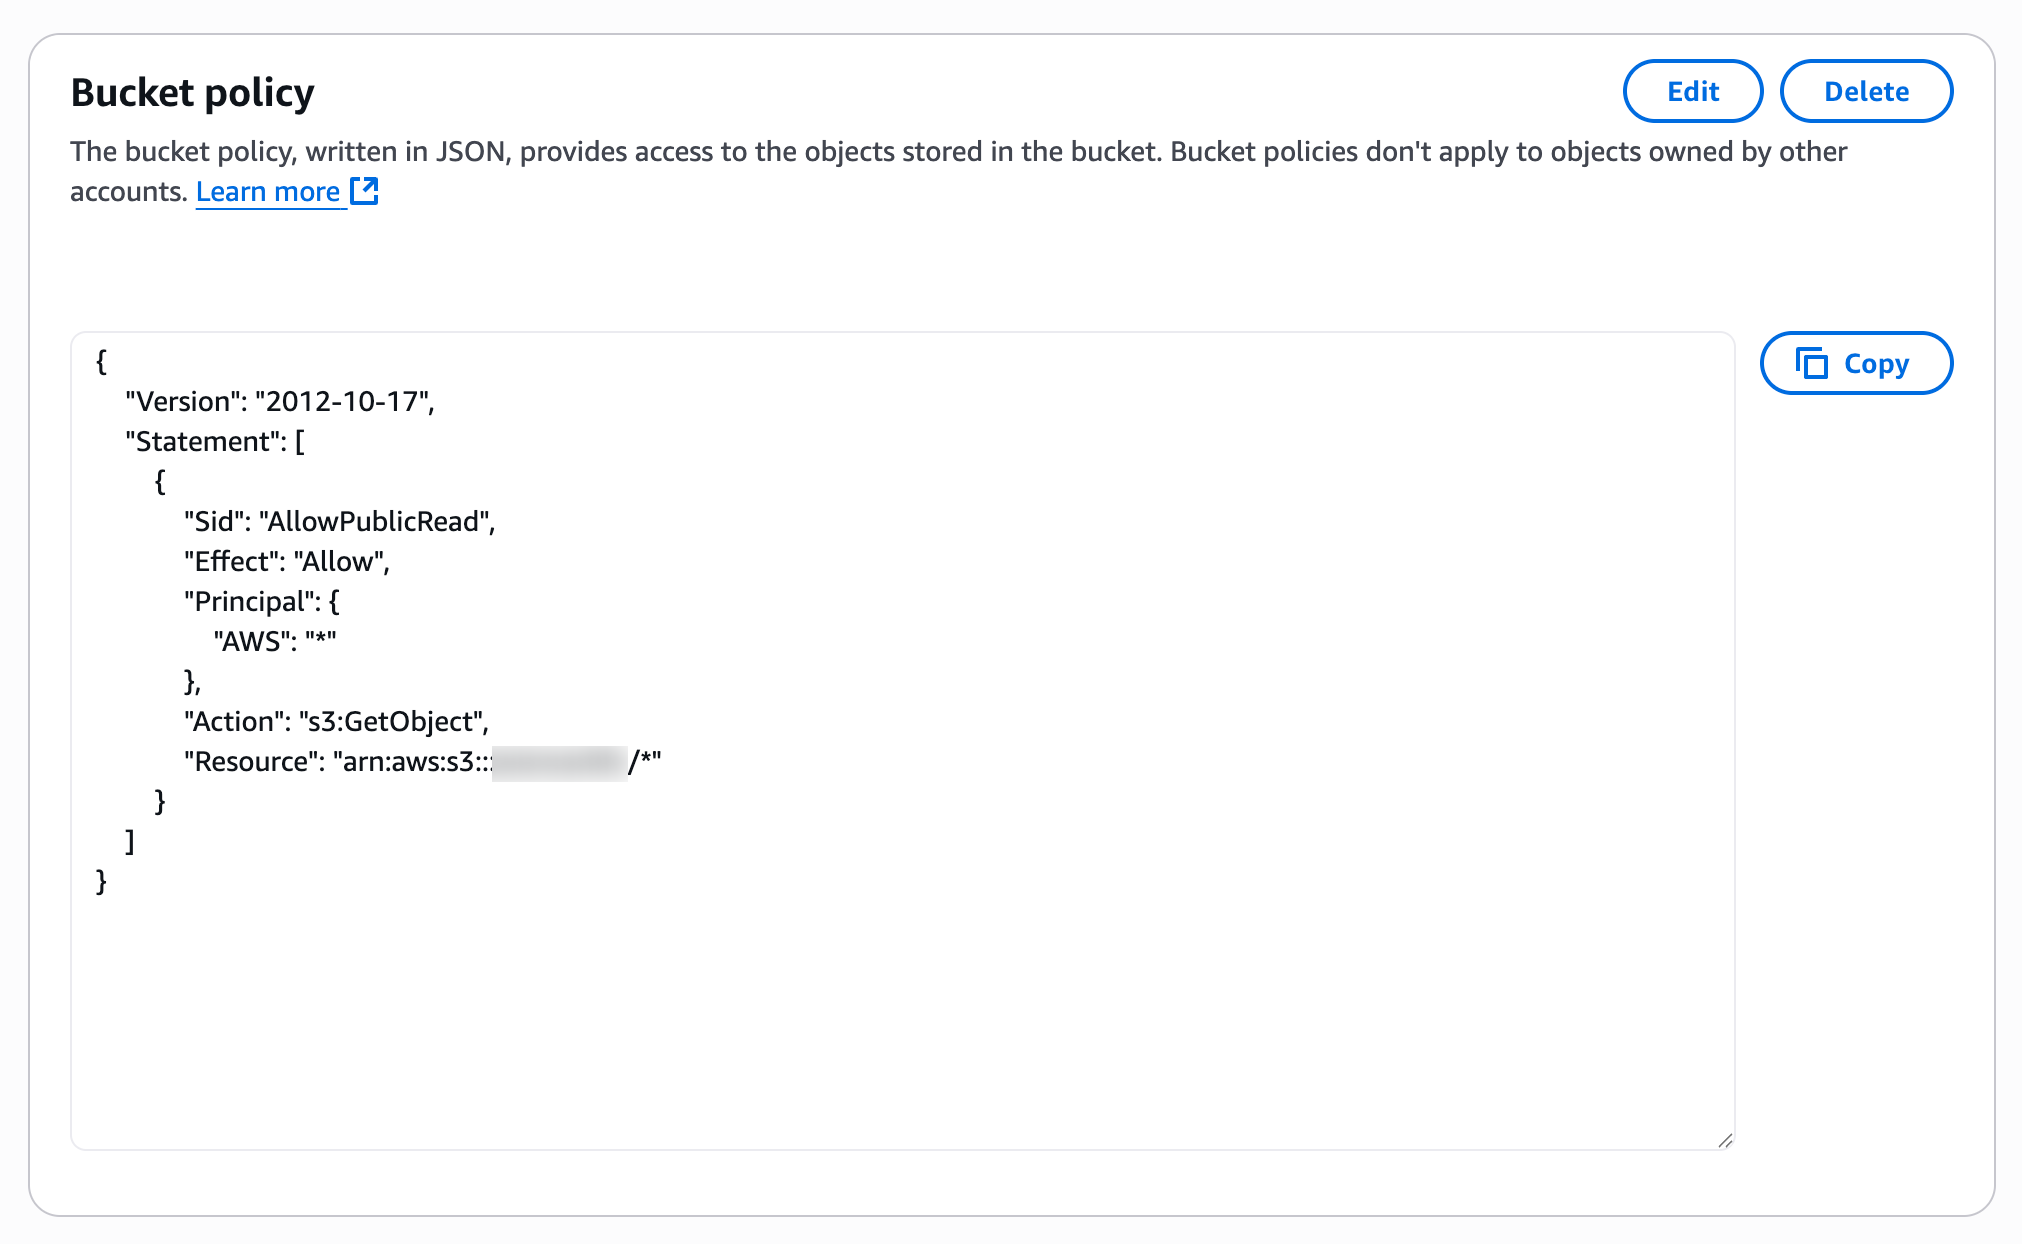 Bucket policy
Edit
Delete
The bucket policy, written in JSON, provides access to the objects stored in the bucket. Bucket policies don't apply to objects owned by other
accounts. Learn more
{
"Version": "2012-10-17",
"Statement": [
{
"Sid": "AllowPublicRead",
"Effect": "Allow",
"Principal": {
"AWS": "*"
},
"Action": "s3:GetObject",
"Resource": "arn:aws:s3::: /*"
}
]
}
Copy